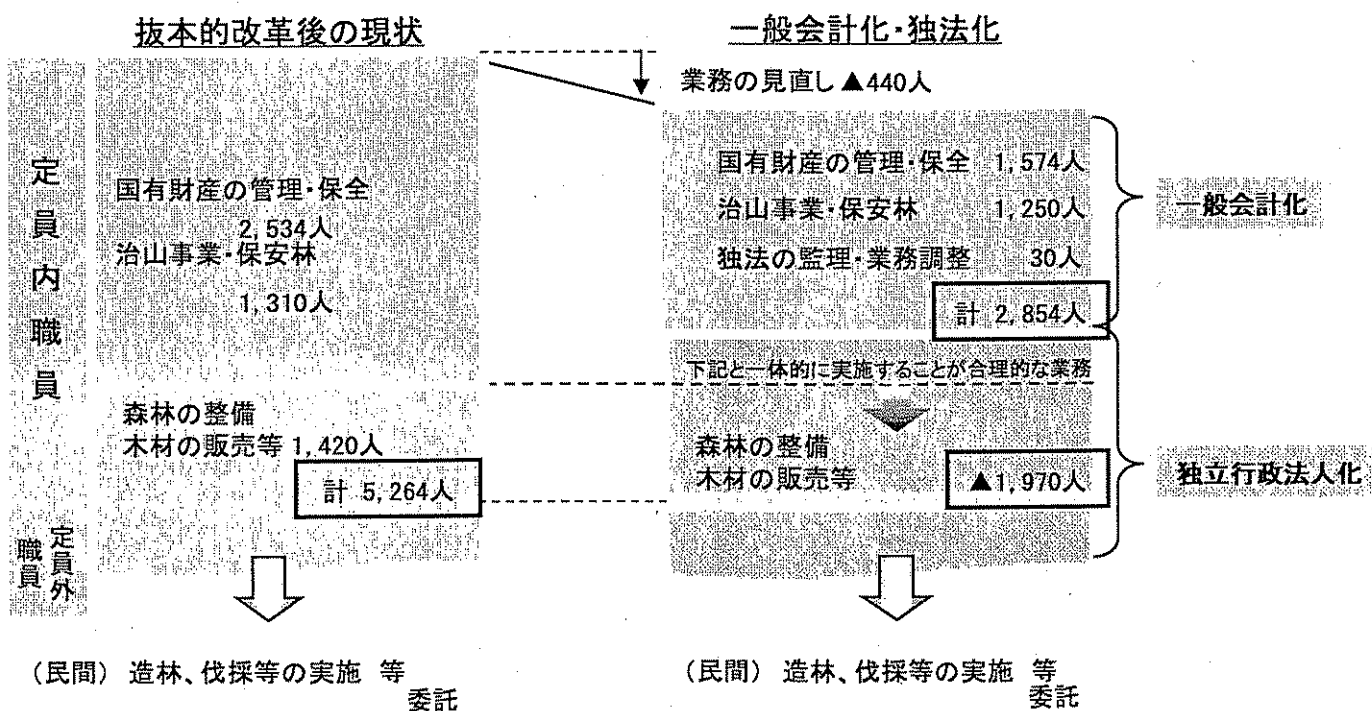 抜本的改革後の現状
定員内職員
国有財産の管理・保全
2,534人
治山事業・保安林
1,310人
森林の整備
木材の販売等 1,420人
計 5,264人
定員外
職員
(民間) 造林、伐採等の実施 等
委託
一般会計化・独法化
業務の見直し ▲440人
国有財産の管理・保全 1,574人
治山事業・保安林 1,250人
独法の監理・業務調整 30人
計 2,854人
一般会計化
下記と一体的に実施することが合理的な業務
森林の整備
木材の販売等
▲1,970人
独立行政法人化
(民間) 造林、伐採等の実施 等
委託